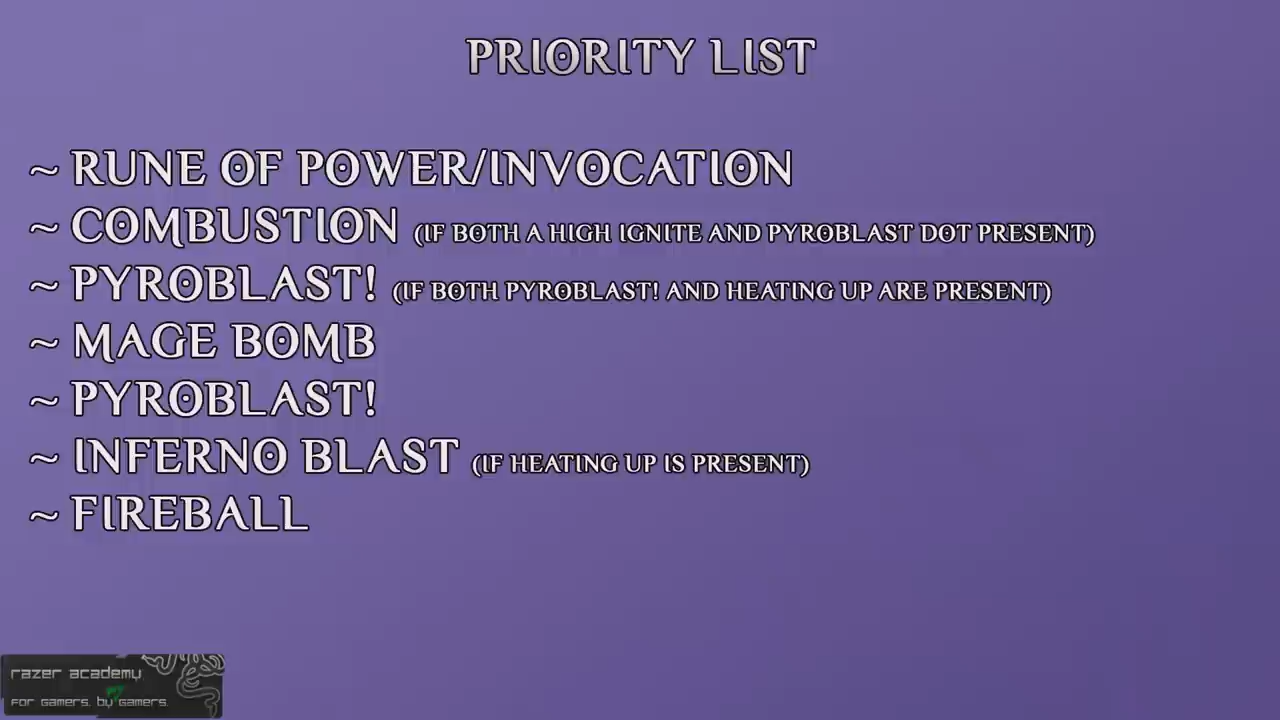 PRIORITY LIST
~ RUNE OF POWER/INVOCATION
~ COMBUSTION (IF BOTH A HIGH IGNITE AND PYROBLAST DOT PRESENT)
~ PYROBLAST! (IF BOTH PYROBLAST! AND HEATING UP ARE PRESENT)
~ MAGE BOMB
~ PYROBLAST!
~ INFERNO BLAST (IF HEATING UP IS PRESENT)
~ FIREBALL
razer academy
FOR GAMERS. BY GAMERS.